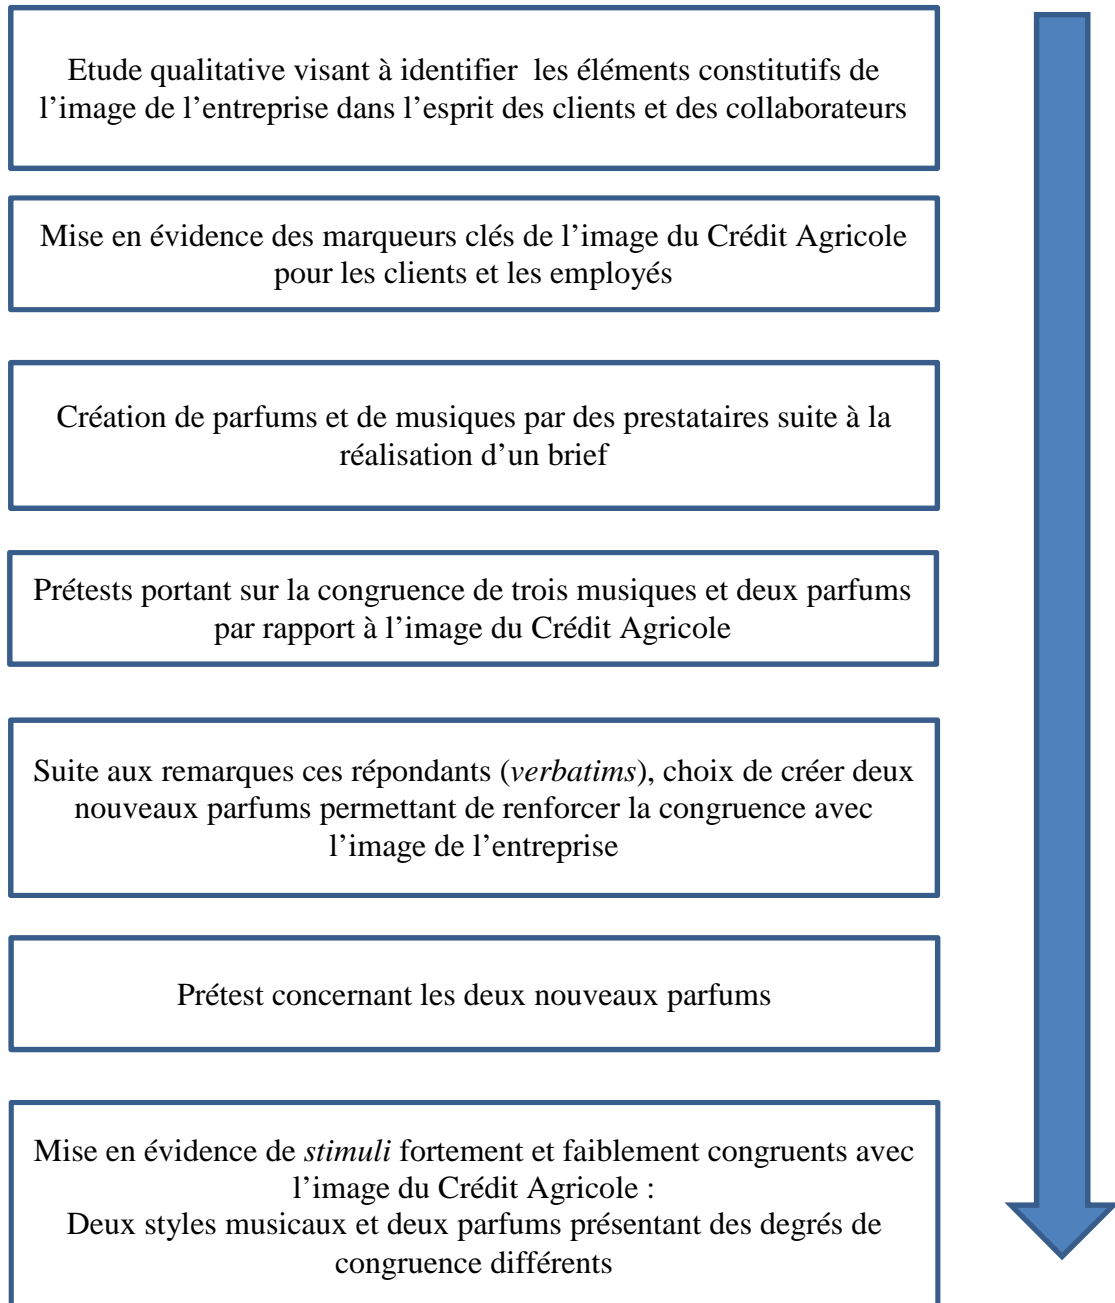 Etude qualitative visant à identifier  les éléments constitutifs de
l’image de l’entreprise dans l’esprit des clients et des collaborateurs
Mise en évidence des marqueurs clés de l’image du Crédit Agricole
pour les clients et les employés
Création de parfums et de musiques par des prestataires suite à la
réalisation d’un brief
Prétests portant sur la congruence de trois musiques et deux parfums
par rapport à l’image du Crédit Agricole
Suite aux remarques ces répondants (verbatims), choix de créer deux
nouveaux parfums permettant de renforcer la congruence avec
l’image de l’entreprise
Prétest concernant les deux nouveaux parfums
Mise en évidence de stimuli fortement et faiblement congruents avec
l’image du Crédit Agricole :
Deux styles musicaux et deux parfums présentant des degrés de
congruence différents